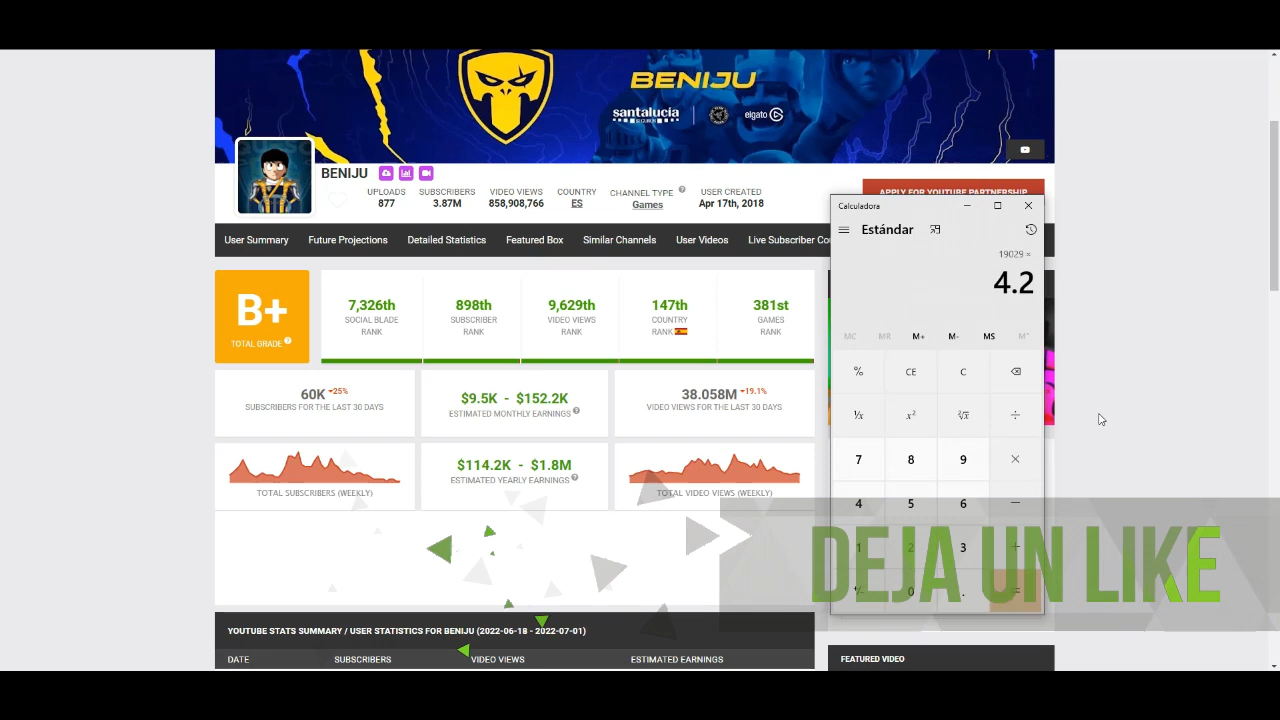 BENIJU
santalucía
SEGUROS
elgato
BENIJU
UPLOADS
877
SUBSCRIBERS
3.87M
VIDEO VIEWS
858,908,766
COUNTRY
ES
CHANNEL TYPE
Games
USER CREATED
Apr 17th, 2018
APPLY FOR YOUTUBE PARTNERSHIP
User Summary
Future Projections
Detailed Statistics
Featured Box
Similar Channels
User Videos
Live Subscriber Cou
B+
TOTAL GRADE
7,326th
SOCIAL BLADE
RANK
898th
SUBSCRIBER
RANK
9,629th
VIDEO VIEWS
RANK
147th
COUNTRY
RANK
381st
GAMES
RANK
60K -25%
SUBSCRIBERS FOR THE LAST 30 DAYS
$9.5K - $152.2K
ESTIMATED MONTHLY EARNINGS
38.058M -19.1%
VIDEO VIEWS FOR THE LAST 30 DAYS
TOTAL SUBSCRIBERS (WEEKLY)
$114.2K - $1.8M
ESTIMATED YEARLY EARNINGS
TOTAL VIDEO VIEWS (WEEKLY)
YOUTUBE STATS SUMMARY / USER STATISTICS FOR BENIJU (2022-06-18 - 2022-07-01)
DATE SUBSCRIBERS VIDEO VIEWS ESTIMATED EARNINGS
FEATURED VIDEO
Calculadora
Estándar
19029 ×
4.2
MC MR M+ M- MS M˅
% CE C
¹/x x² ²√x ÷
7 8 9 ×
4 5 6 −
1 2 3 +
+/- 0 . =
DEJA UN LIKE